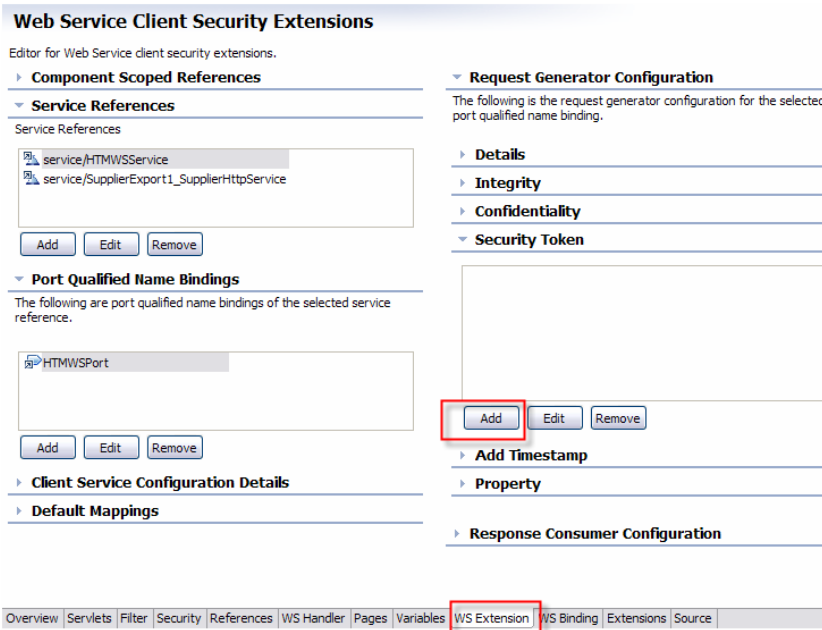 Web Service Client Security Extensions
Editor for Web Service client security extensions.
Component Scoped References
Service References
Service References
service/HTMWSService
service/SupplierExport1_SupplierHttpService
Add Edit Remove
Port Qualified Name Bindings
The following are port qualified name bindings of the selected service
reference.
HTMWSPort
Add Edit Remove
Client Service Configuration Details
Default Mappings
Request Generator Configuration
The following is the request generator configuration for the selected
port qualified name binding.
Details
Integrity
Confidentiality
Security Token
Add Edit Remove
Add Timestamp
Property
Response Consumer Configuration
Overview Servlets Filter Security References WS Handler Pages Variables WS Extension WS Binding Extensions Source